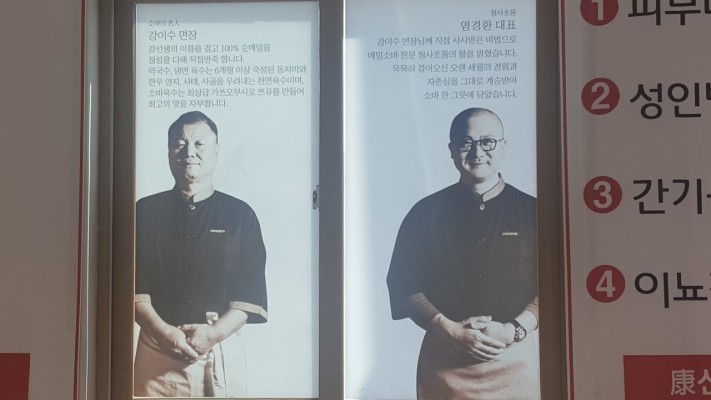 소바의 名人
강이수 면장
강선생의 이름을 걸고 100% 순메밀을
정성을 다해 직접반죽 합니다.
막국수, 냉면 육수는 6개월 이상 숙성된 동치미와
한우 양지, 사태, 사골을 우려내는 천연육수이며,
소바육수는 최상급 가쓰오부시로 쯔유를 만들어
최고의 맛을 자부합니다.
첨사초롱
염경환 대표
강이수 면장님께 직접 사사받은 비법으로
메밀소바 전문 첨사초롱의 불을 밝혔습니다.
묵묵히 걸어오신 오랜 세월의 경험과
자존심을 그대로 계승받아
소바 한 그릇에 담았습니다.
1 피부
2 성인
3 간기
4 이뇨
康